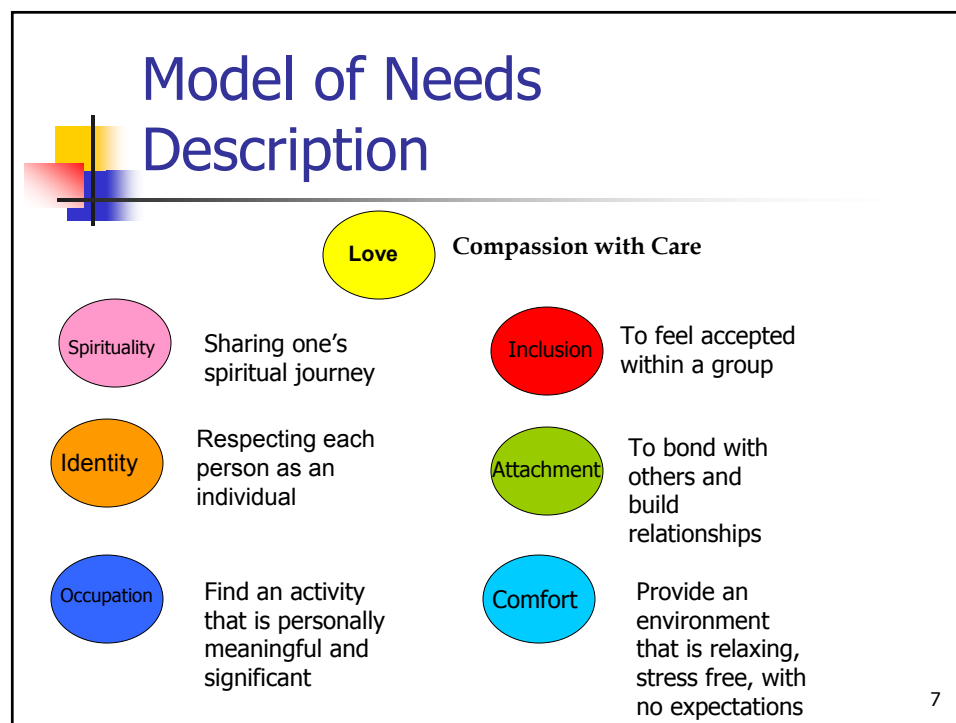 Model of Needs
Description
Love
Compassion with Care
Spirituality
Sharing one’s
spiritual journey
Inclusion
To feel accepted
within a group
Identity
Respecting each
person as an
individual
Attachment
To bond with
others and
build
relationships
Occupation
Find an activity
that is personally
meaningful and
significant
Comfort
Provide an
environment
that is relaxing,
stress free, with
no expectations
7